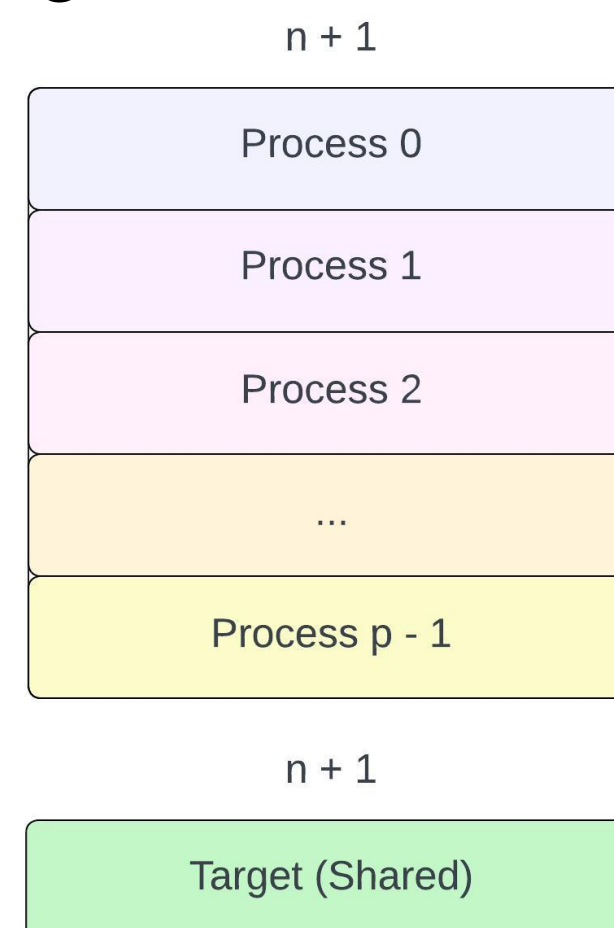 n + 1
Process 0
Process 1
Process 2
...
Process p - 1
n + 1
Target (Shared)